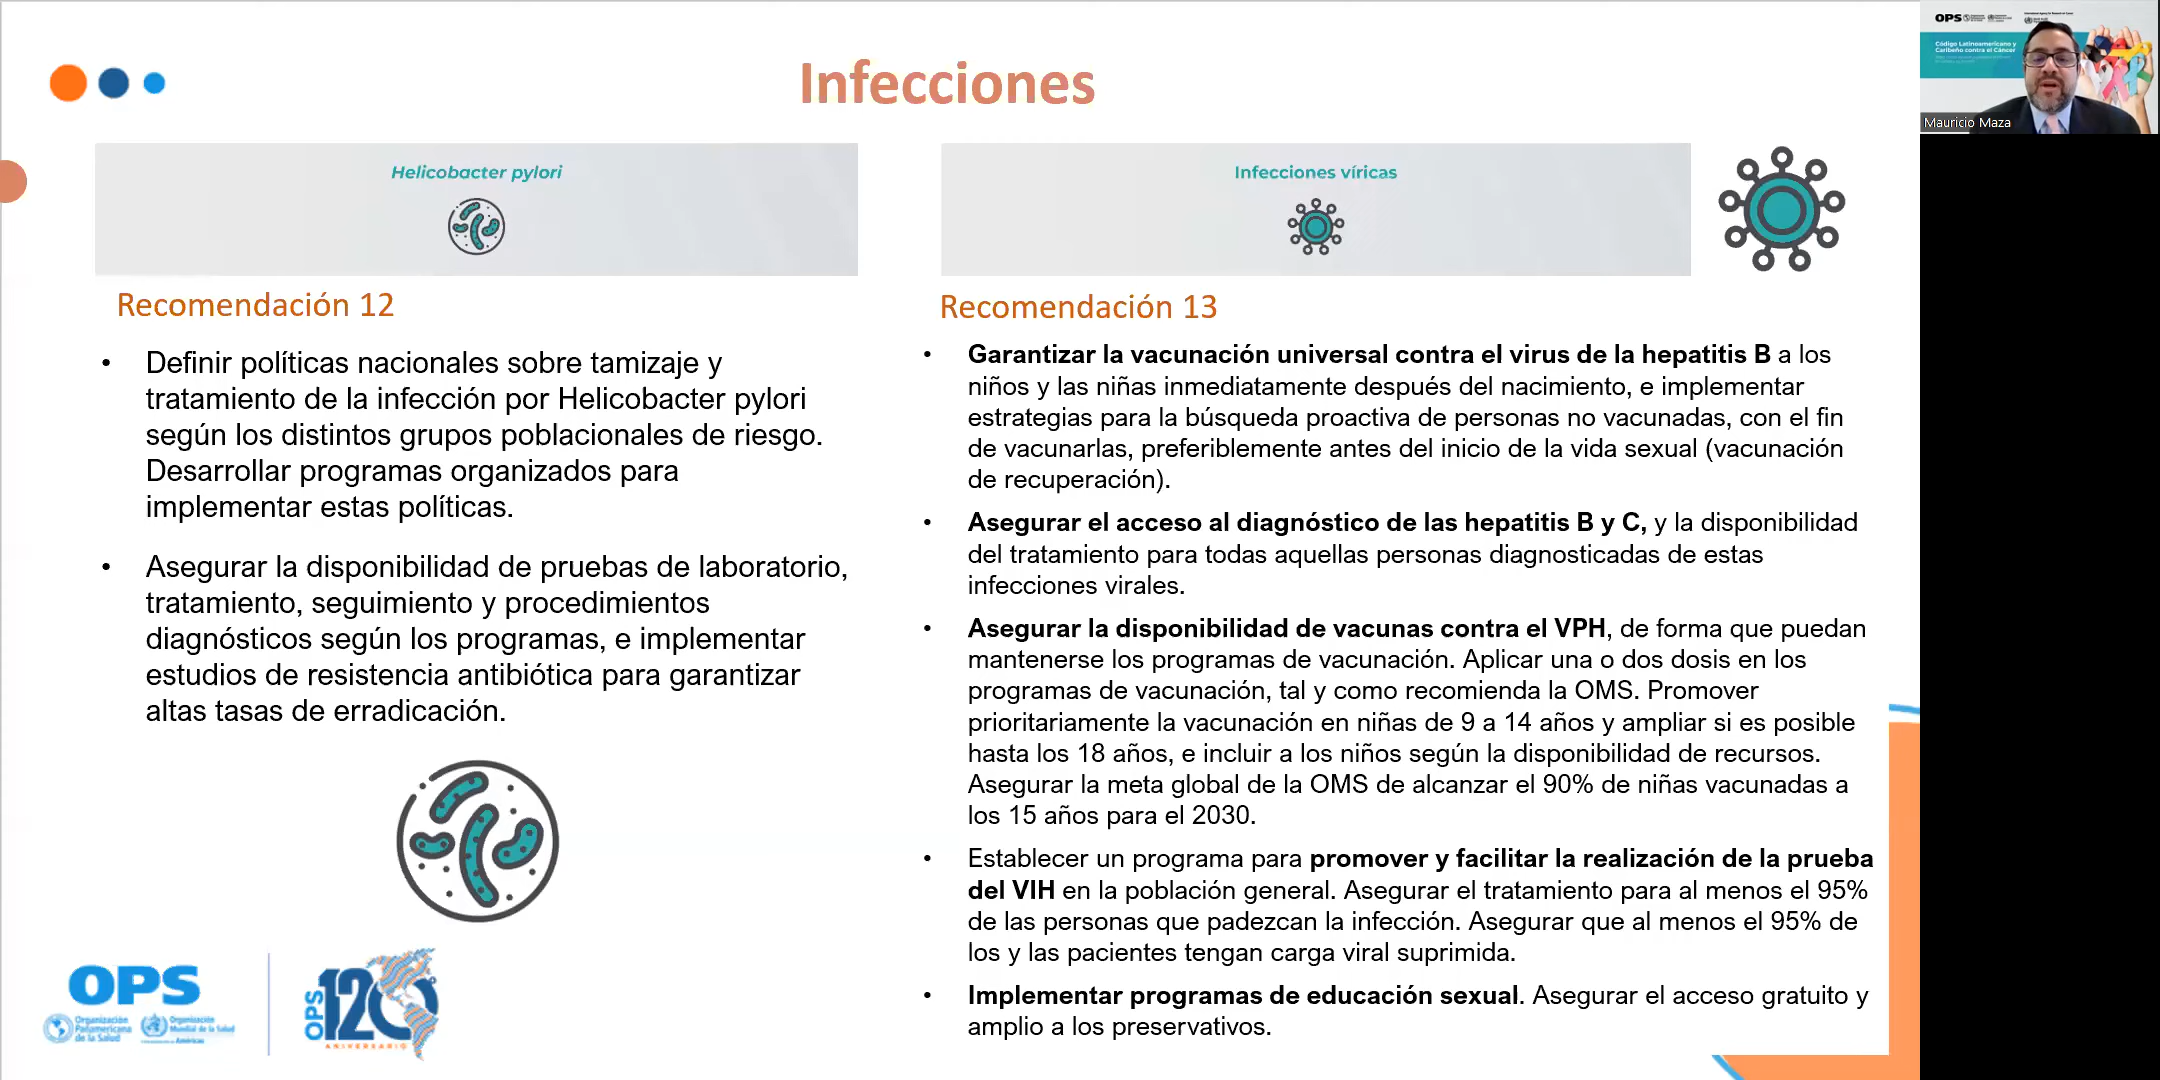 Infecciones
Helicobacter pylori
Recomendación 12
• Definir políticas nacionales sobre tamizaje y
tratamiento de la infección por Helicobacter pylori
según los distintos grupos poblacionales de riesgo.
Desarrollar programas organizados para
implementar estas políticas.
• Asegurar la disponibilidad de pruebas de laboratorio,
tratamiento, seguimiento y procedimientos
diagnósticos según los programas, e implementar
estudios de resistencia antibiótica para garantizar
altas tasas de erradicación.
Infecciones víricas
Recomendación 13
• Garantizar la vacunación universal contra el virus de la hepatitis B a los
niños y las niñas inmediatamente después del nacimiento, e implementar
estrategias para la búsqueda proactiva de personas no vacunadas, con el fin
de vacunarlas, preferiblemente antes del inicio de la vida sexual (vacunación
de recuperación).
• Asegurar el acceso al diagnóstico de las hepatitis B y C, y la disponibilidad
del tratamiento para todas aquellas personas diagnosticadas de estas
infecciones virales.
• Asegurar la disponibilidad de vacunas contra el VPH, de forma que puedan
mantenerse los programas de vacunación. Aplicar una o dos dosis en los
programas de vacunación, tal y como recomienda la OMS. Promover
prioritariamente la vacunación en niñas de 9 a 14 años y ampliar si es posible
hasta los 18 años, e incluir a los niños según la disponibilidad de recursos.
Asegurar la meta global de la OMS de alcanzar el 90% de niñas vacunadas a
los 15 años para el 2030.
• Establecer un programa para promover y facilitar la realización de la prueba
del VIH en la población general. Asegurar el tratamiento para al menos el 95%
de las personas que padezcan la infección. Asegurar que al menos el 95% de
los y las pacientes tengan carga viral suprimida.
• Implementar programas de educación sexual. Asegurar el acceso gratuito y
amplio a los preservativos.
OPS
Organización
Panamericana
de la Salud
Organización
Mundial de la Salud
Américas
OPS
120
ANIVERSARIO
OPS
Código Latinoamericano y
Caribeño contra el Cáncer
Mauricio Maza